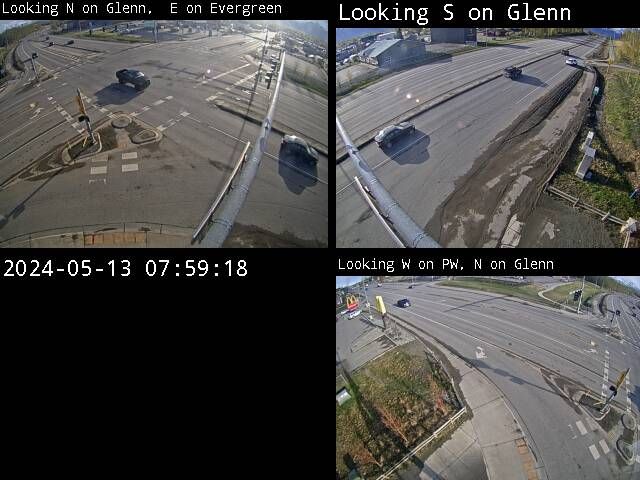 Looking N on Glenn,  E on Evergreen
Looking S on Glenn
2024-05-13 07:59:18
Looking W on PW, N on Glenn